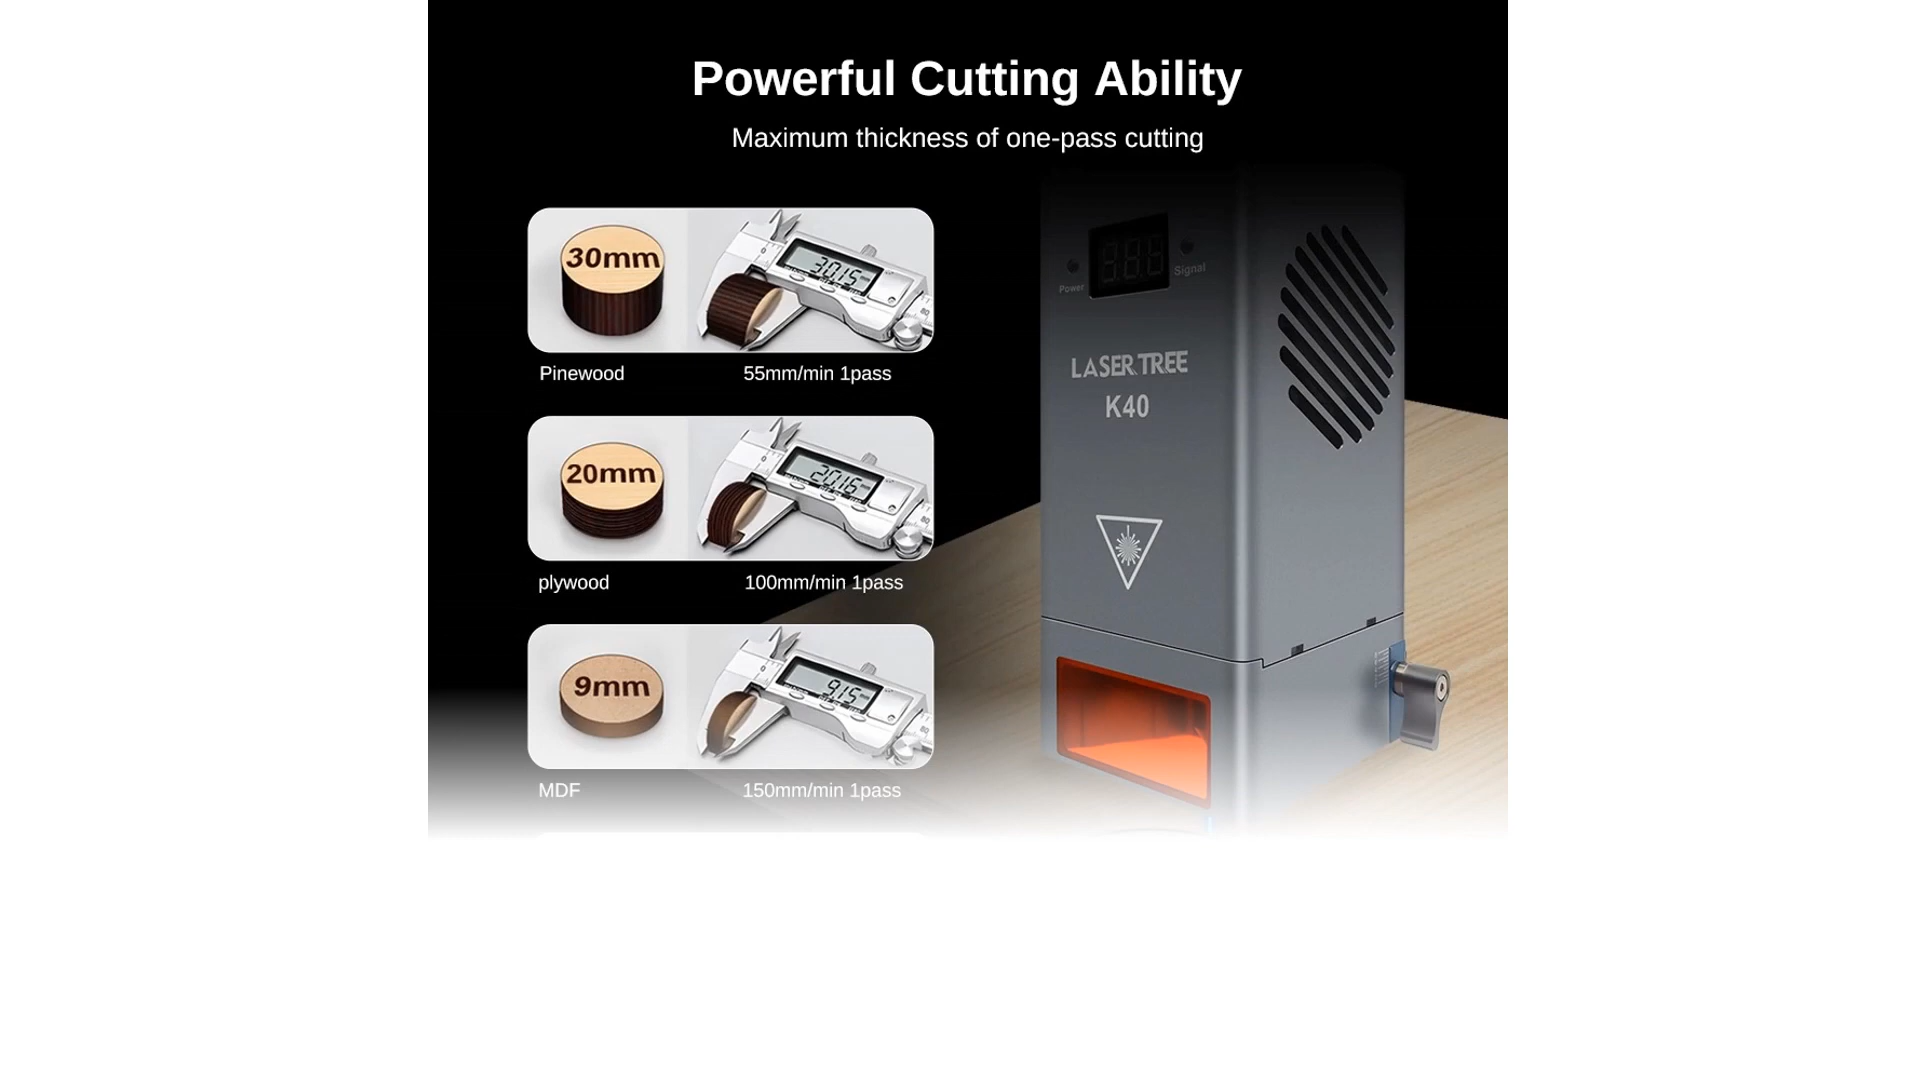 Powerful Cutting Ability
Maximum thickness of one-pass cutting
30mm
30.15
Pinewood
55mm/min 1pass
20mm
20.16
plywood
100mm/min 1pass
9mm
9.15
MDF
150mm/min 1pass
Power
Signal
LASER TREE
K40